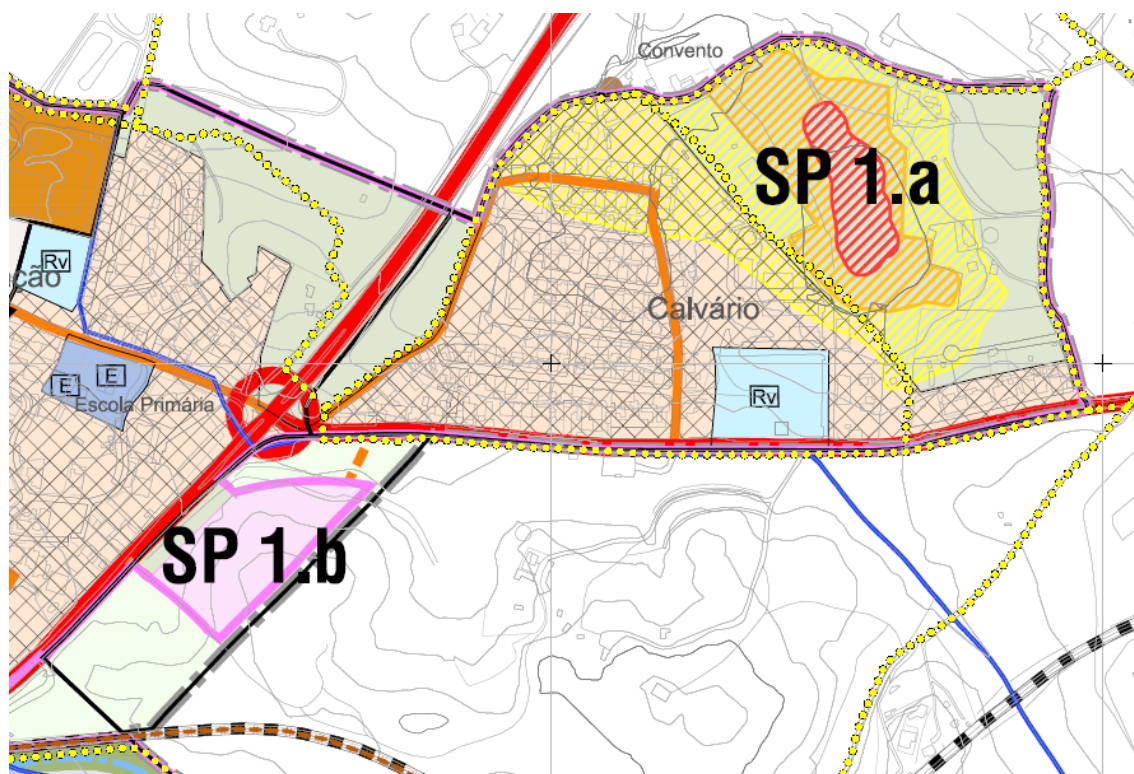 Convento
SP 1.a
Rv
ção
Calvário
E
E
Rv
Escola Primária
SP 1.b